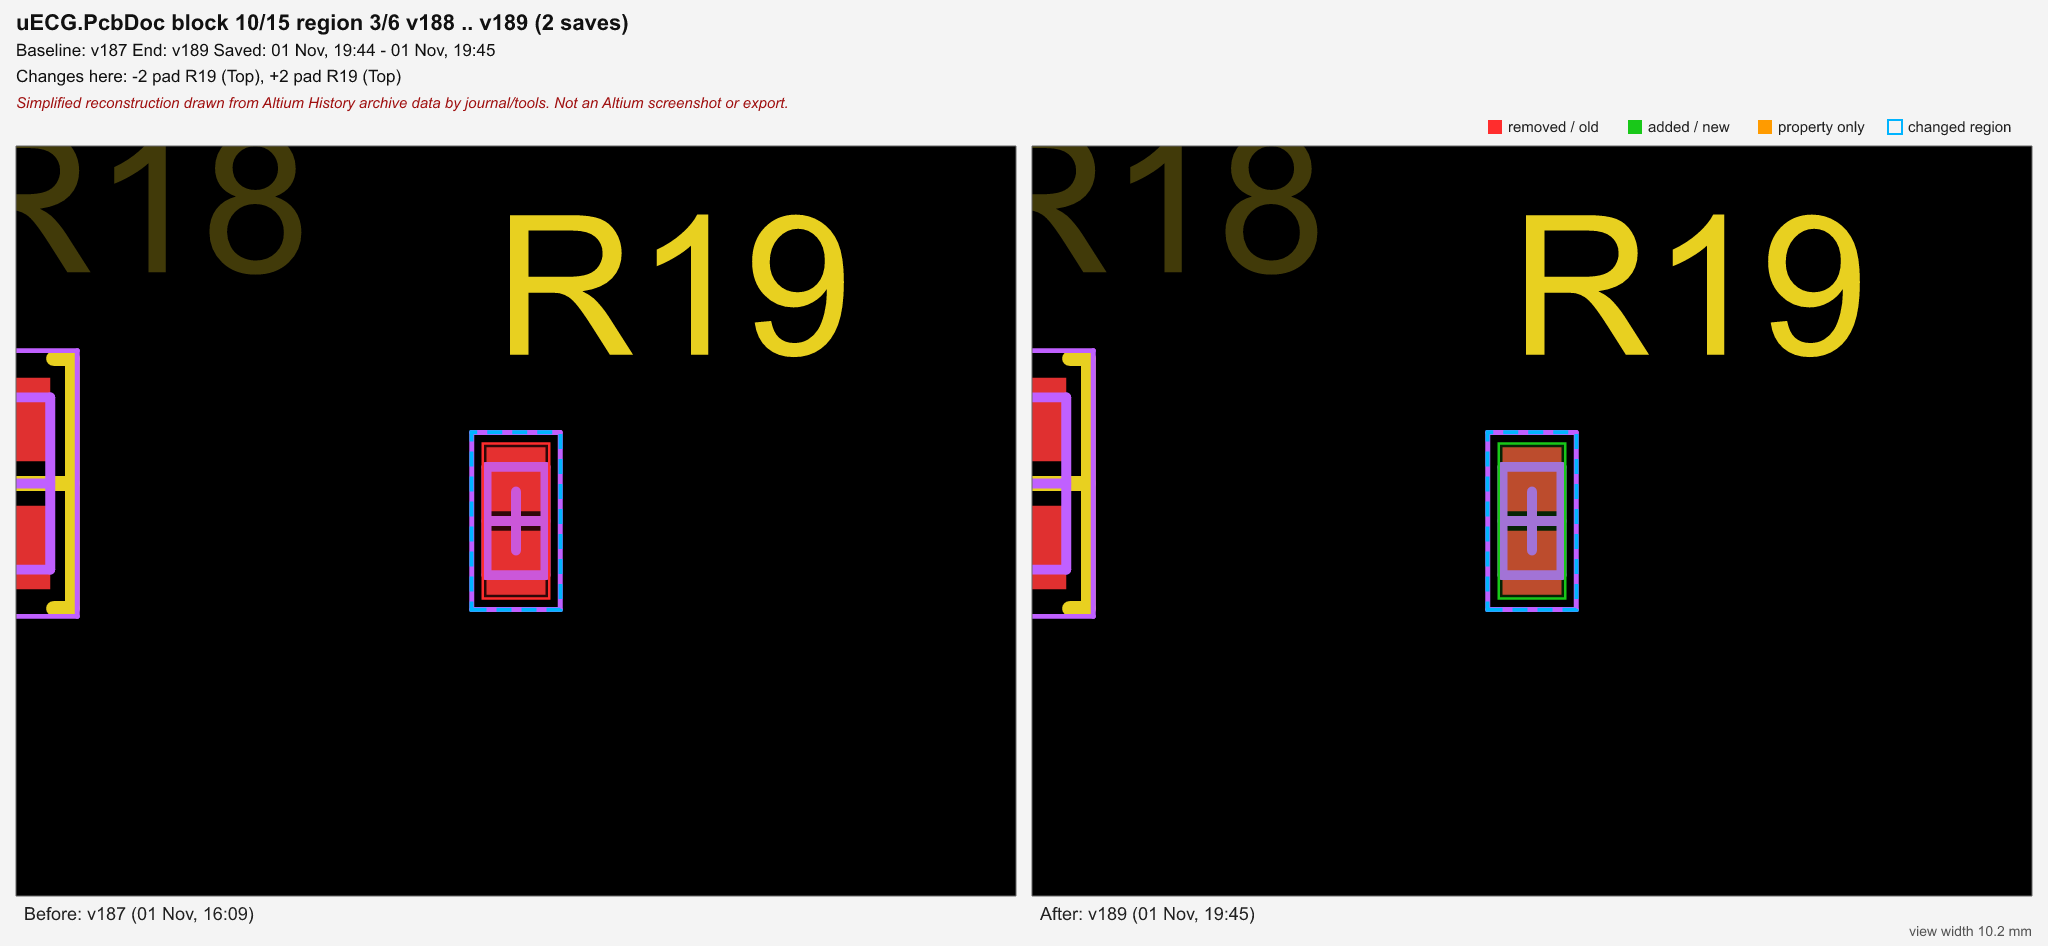 uECG.PcbDoc block 10/15 region 3/6 v188 .. v189 (2 saves)
Baseline: v187 End: v189 Saved: 01 Nov, 19:44 - 01 Nov, 19:45
Changes here: -2 pad R19 (Top), +2 pad R19 (Top)
Simplified reconstruction drawn from Altium History archive data by journal/tools. Not an Altium screenshot or export.
removed / old added / new property only changed region
R18 R18
R19 R19
Before: v187 (01 Nov, 16:09) After: v189 (01 Nov, 19:45)
view width 10.2 mm